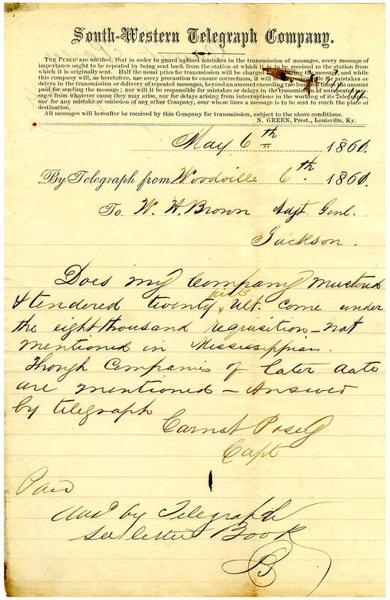 South-Western Telegraph Company.
The Public are notified, that in order to guard against mistakes in the transmission of messages, every message of
importance ought to be repeated by being sent back from the station at which it is to be received to the station from
which it is originally sent. Half the usual price for transmission will be charged for repeating the message, and while
this company will, as heretofore, use every precaution to ensure correctness, it will not be responsible for mistakes or
delays in the transmission or delivery of repeated messages, beyond an amount exceeding two hundred times the amount
paid for sending the message; nor will it be responsible for mistakes or delays in the transmission of unrepeated mes-
sages from whatever cause they may arise, nor for delays arising from interruptions in the working of its Telegraph,
nor for any mistake or omission of any other Company, over whose lines a message is to be sent to reach the place of
destination.
All messages will hereafter be received by this Company for transmission, subject to the above conditions.
N. GREEN, Prest., Louisville, Ky.
May 6th 1861.
By Telegraph from Woodville 6th. 1861.
To W. H. Brown Adjt Genl.
Jackson.
Does my Company mustered
& tendered twenty fifth ult. come under
the eight thousand requisition - not
mentioned in Mississippian.
Though Companies of later date
are mentioned - Answer
by telegraph
Carnot Posey
Capt
Paid
Ansd by Telegraph
See letter Book
B